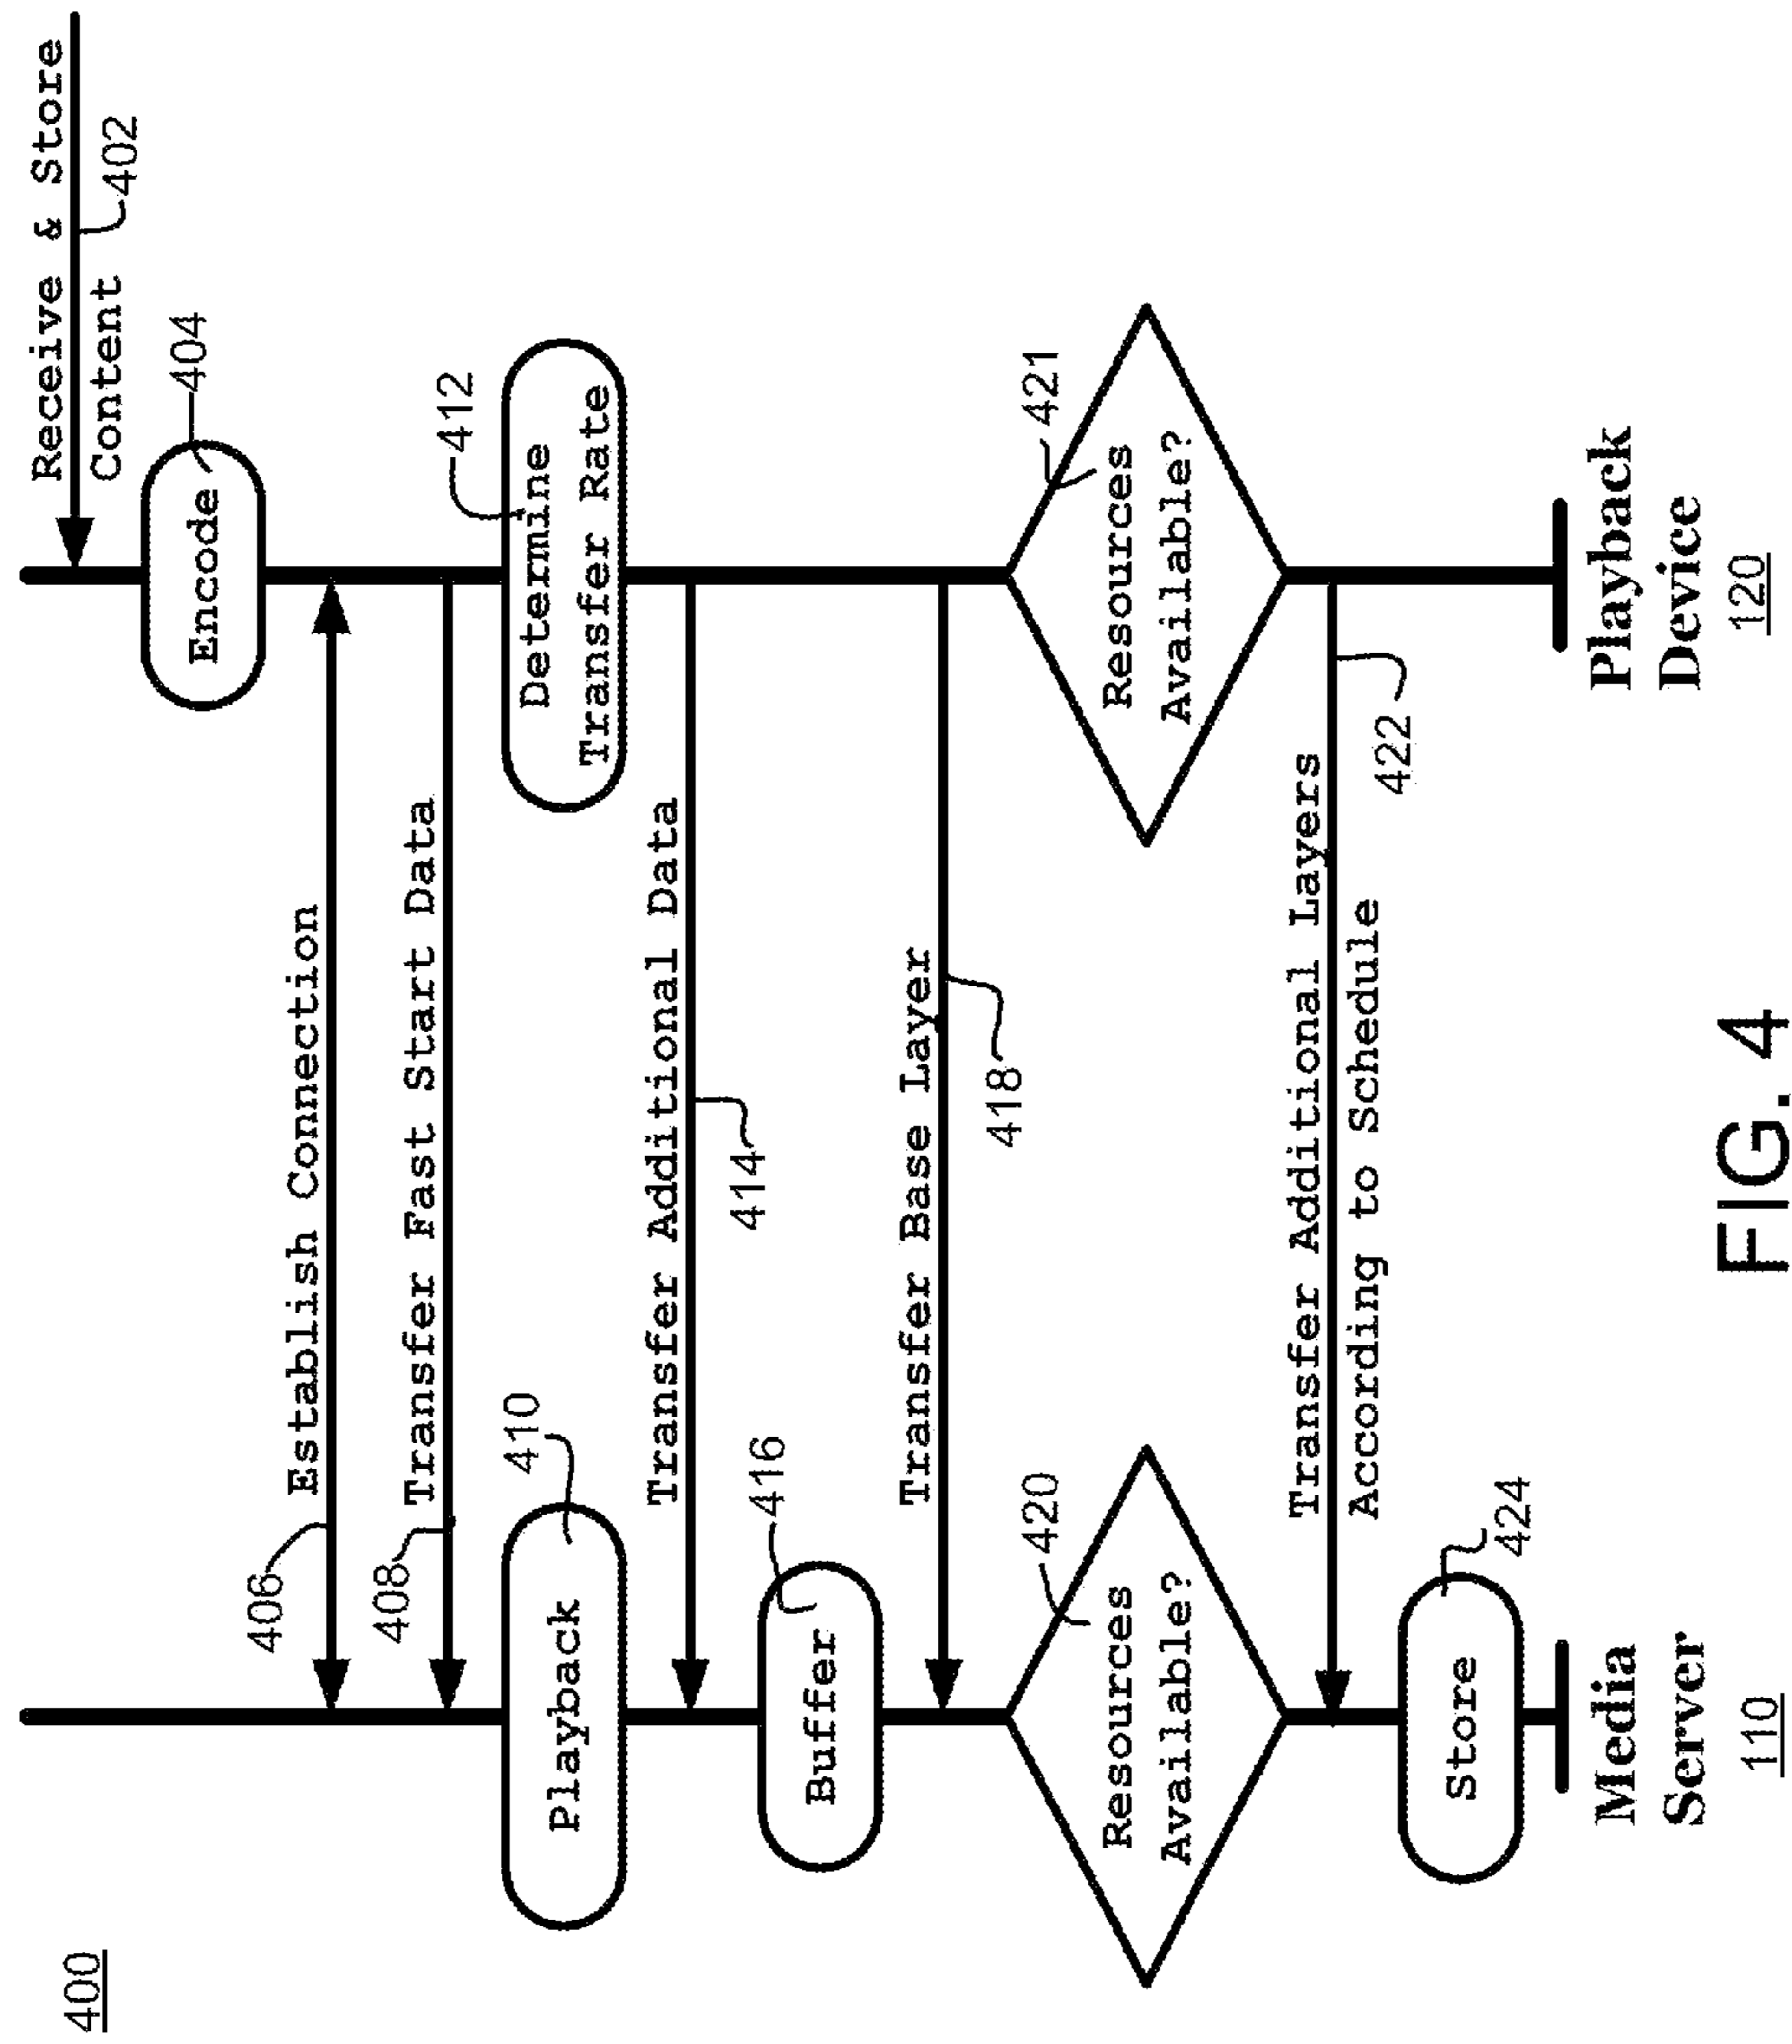 400
Receive & Store
Content
402
Encode
404
Establish Connection
406
Transfer Fast Start Data
408
Playback
410
Determine
Transfer Rate
412
Transfer Additional Data
414
Buffer
416
Transfer Base Layer
418
Resources
Available?
420
Resources
Available?
421
Transfer Additional Layers
According to Schedule
422
Store
424
Media
Server
110
Playback
Device
120
FIG. 4